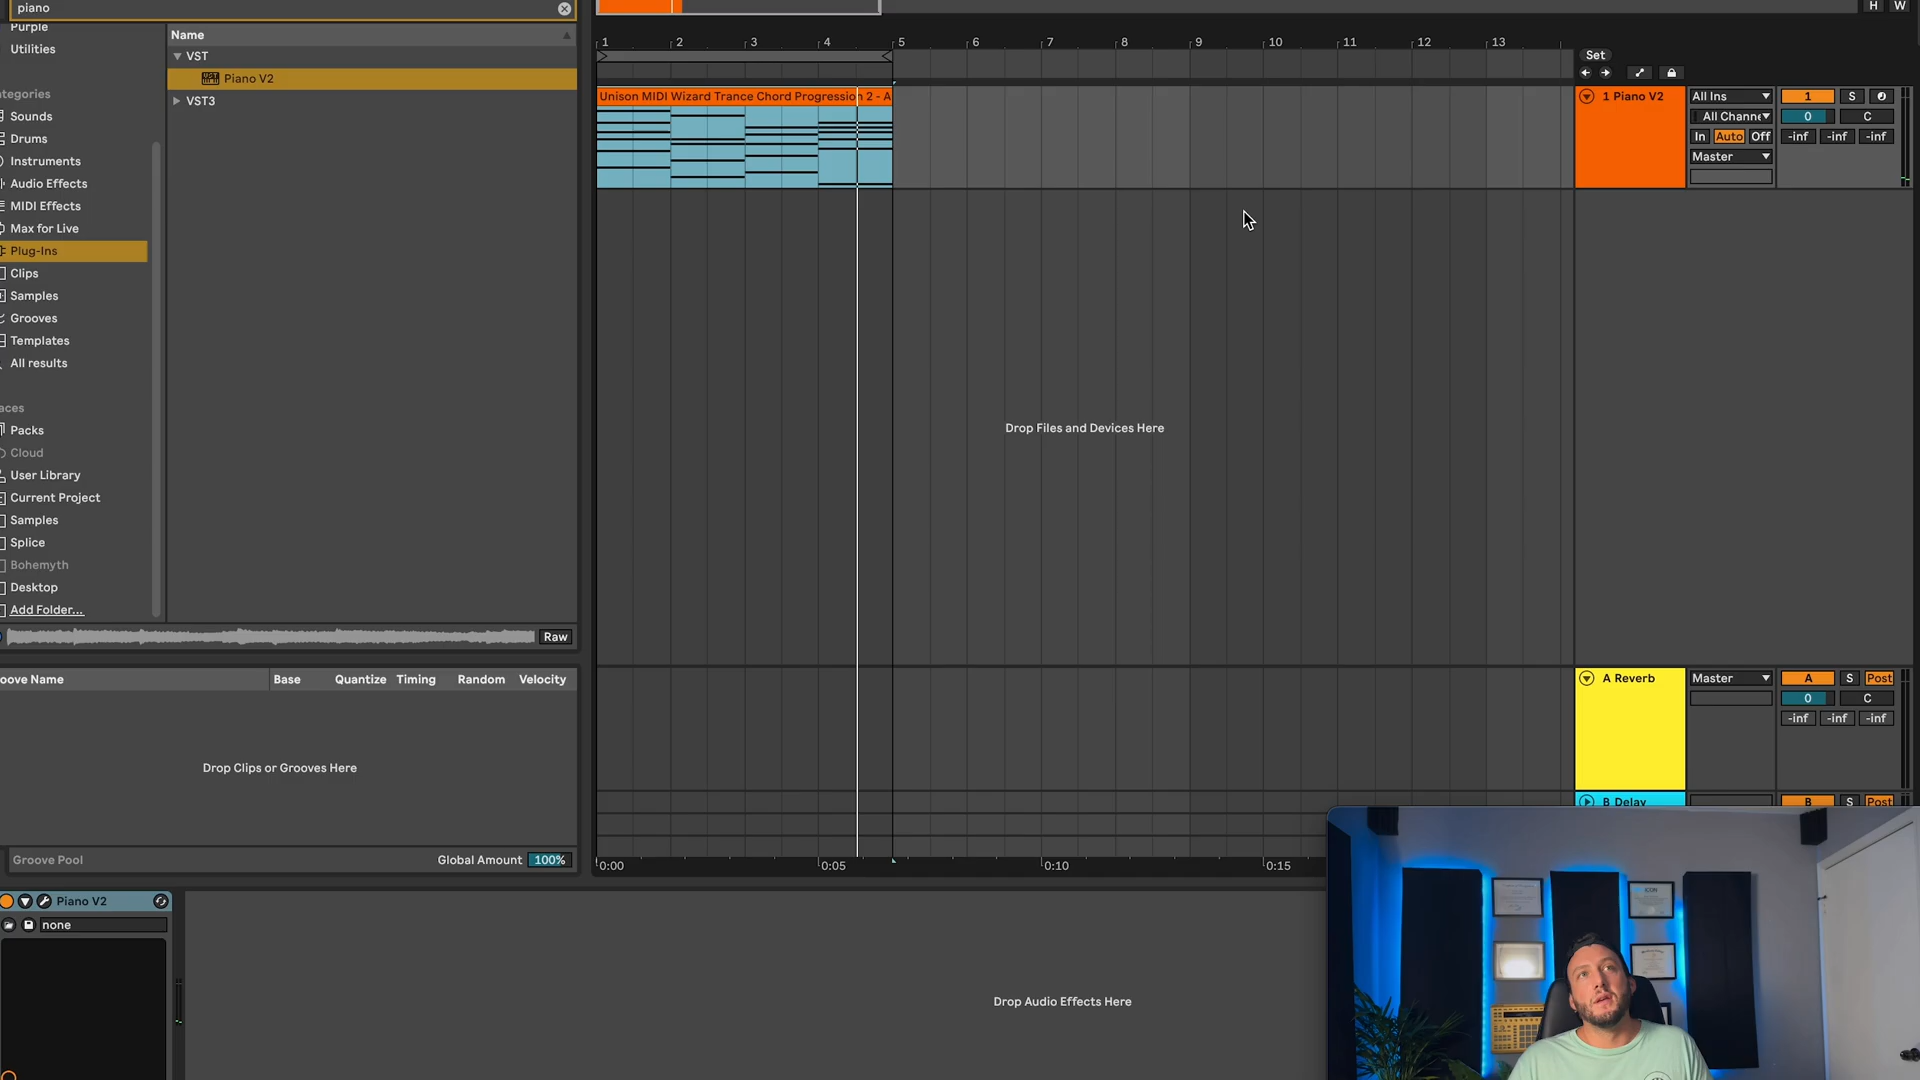 piano
Purple
Utilities
ategories
Sounds
Drums
Instruments
Audio Effects
MIDI Effects
Max for Live
Plug-Ins
Clips
Samples
Grooves
Templates
All results
aces
Packs
Cloud
User Library
Current Project
Samples
Splice
Bohemyth
Desktop
Add Folder...
Name
VST
Piano V2
VST3
Raw
oove Name Base Quantize Timing Random Velocity
Drop Clips or Grooves Here
Groove Pool Global Amount 100%
H W
1 2 3 4 5 6 7 8 9 10 11 12 13
Set
Unison MIDI Wizard Trance Chord Progression 2 - A
Drop Files and Devices Here
1 Piano V2 All Ins 1 S
All Channe 0 C
In Auto Off -inf -inf -inf
Master
A Reverb Master A S Post
0 C
-inf -inf -inf
B Delay B S Post
0:00 0:05 0:10 0:15
Piano V2
none
Drop Audio Effects Here